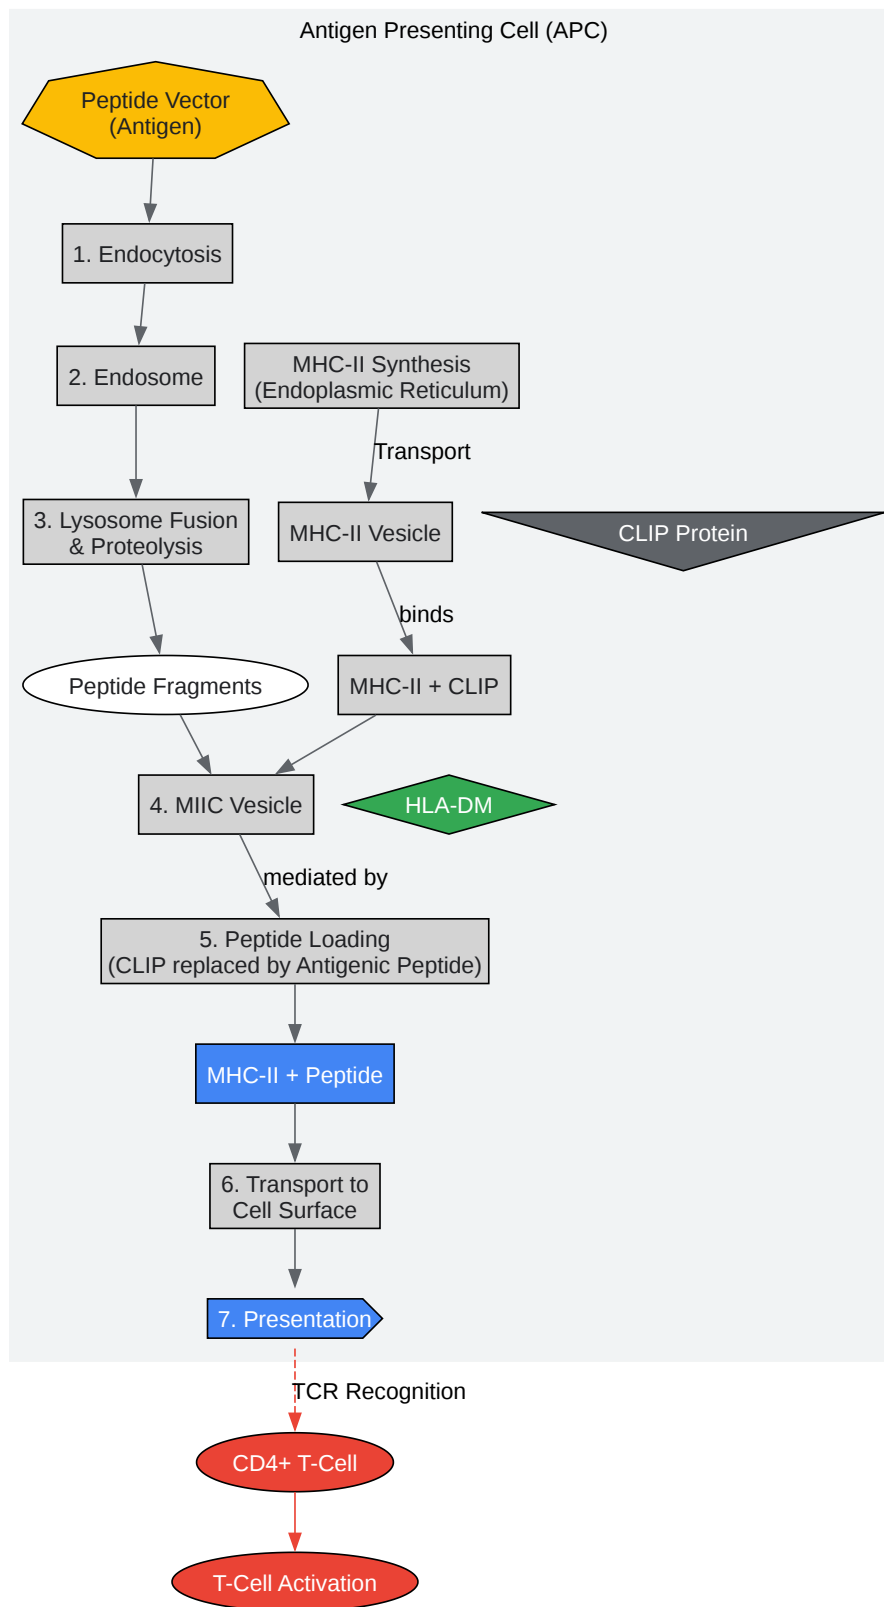 Antigen Presenting Cell (APC)
Peptide Vector
(Antigen)
1. Endocytosis
2. Endosome
MHC-II Synthesis
(Endoplasmic Reticulum)
Transport
3. Lysosome Fusion
& Proteolysis
MHC-II Vesicle
CLIP Protein
binds
Peptide Fragments
MHC-II + CLIP
4. MIIC Vesicle
HLA-DM
mediated by
5. Peptide Loading
(CLIP replaced by Antigenic Peptide)
MHC-II + Peptide
6. Transport to
Cell Surface
7. Presentation
TCR Recognition
CD4+ T-Cell
T-Cell Activation